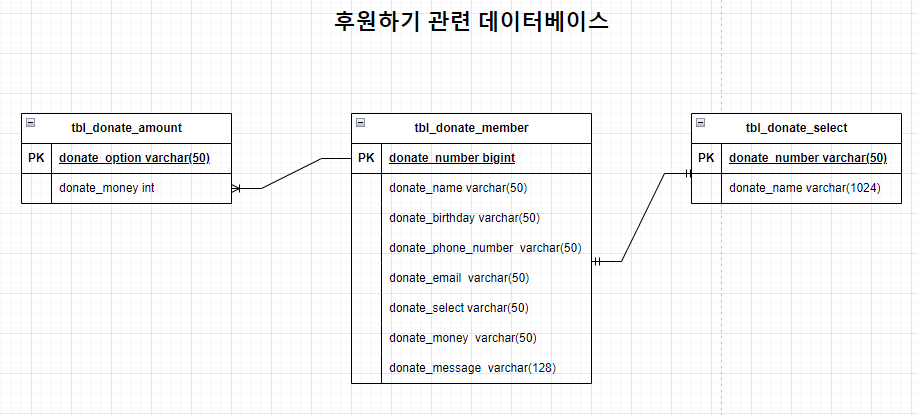 후원하기 관련 데이터베이스
tbl_donate_amount
PK donate_option varchar(50)
donate_money int
tbl_donate_member
PK donate_number bigint
donate_name varchar(50)
donate_birthday varchar(50)
donate_phone_number  varchar(50)
donate_email  varchar(50)
donate_select varchar(50)
donate_money  varchar(50)
donate_message  varchar(128)
tbl_donate_select
PK donate_number varchar(50)
donate_name varchar(1024)